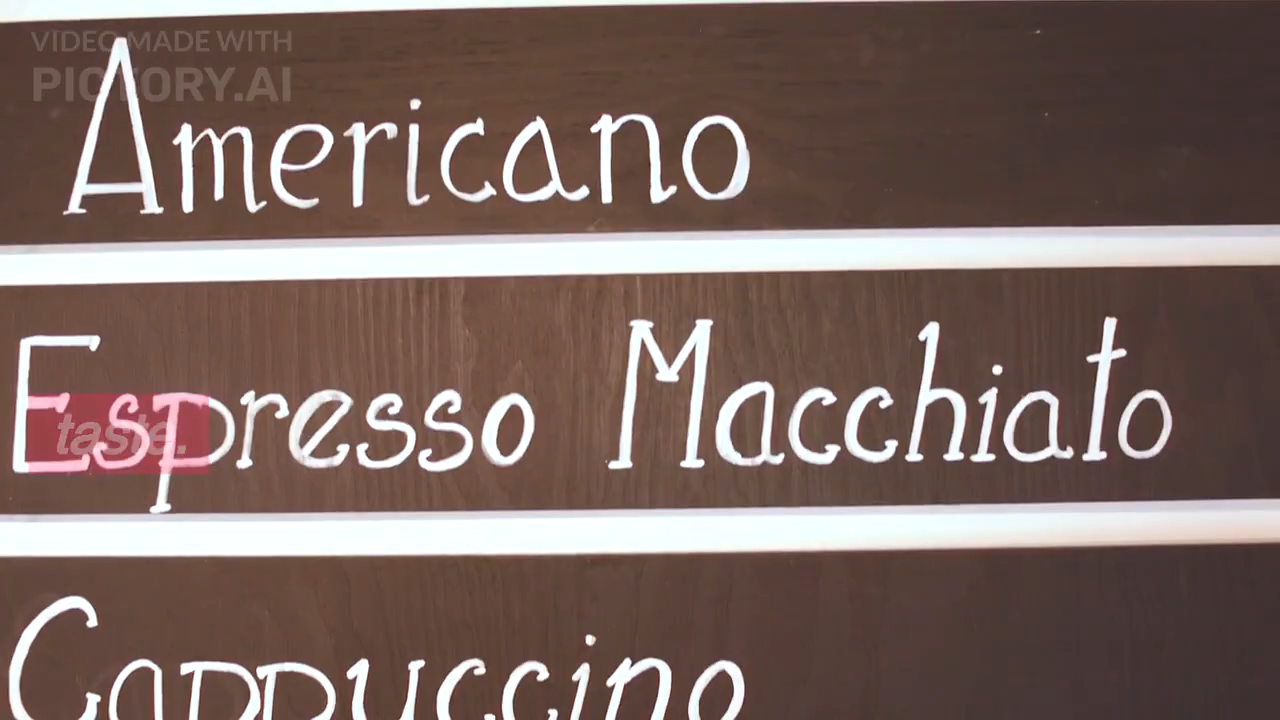 VIDEO MADE WITH
PICTORY.AI
Americano
Espresso Macchiato
taste.
Cappuccino